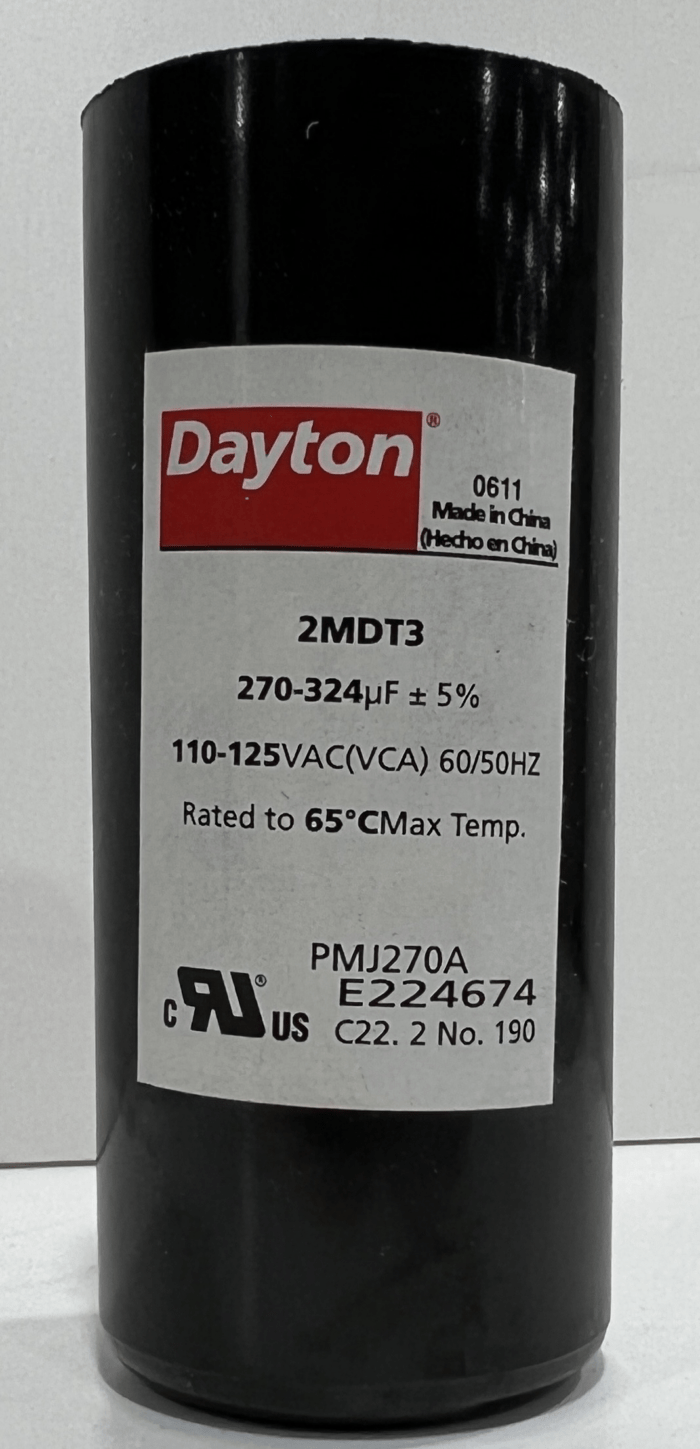 Dayton®
0611
Made in China
(Hecho en China)
2MDT3
270-324µF ± 5%
110-125VAC(VCA) 60/50HZ
Rated to 65°CMax Temp.
PMJ270A
E224674
C22. 2 No. 190
c RU® US